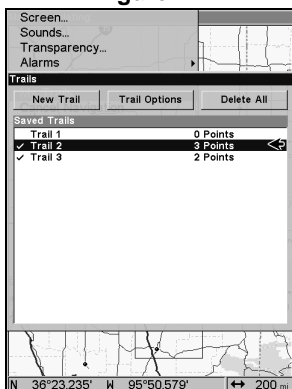 Screen...
Sounds...
Transparency...
Alarms
Trails
New Trail Trail Options Delete All
Saved Trails
Trail 1 0 Points
✓ Trail 2 3 Points
✓ Trail 3 2 Points
N 36°23.235' W 95°50.579' ↔ 200 mi